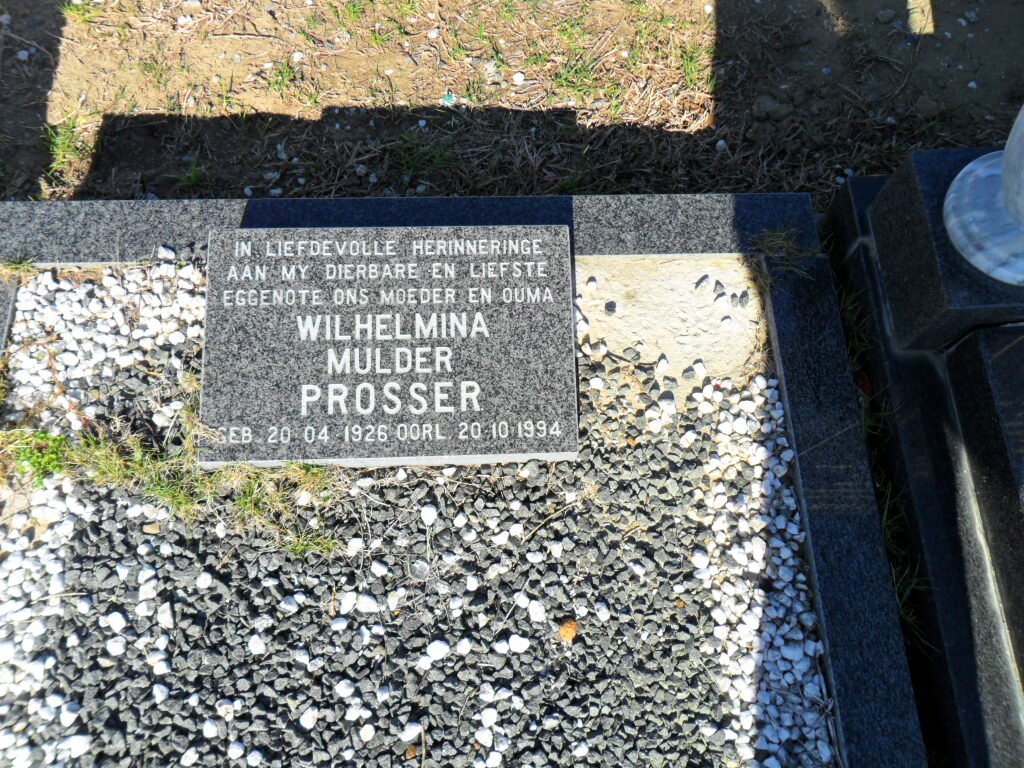 IN LIEFDEVOLLE HERINNERINGE
AAN MY DIERBARE EN LIEFSTE
EGGENOTE ONS MOEDER EN OUMA
WILHELMINA
MULDER
PROSSER
GEB. 20 04 1926 OORL. 20 10 1994